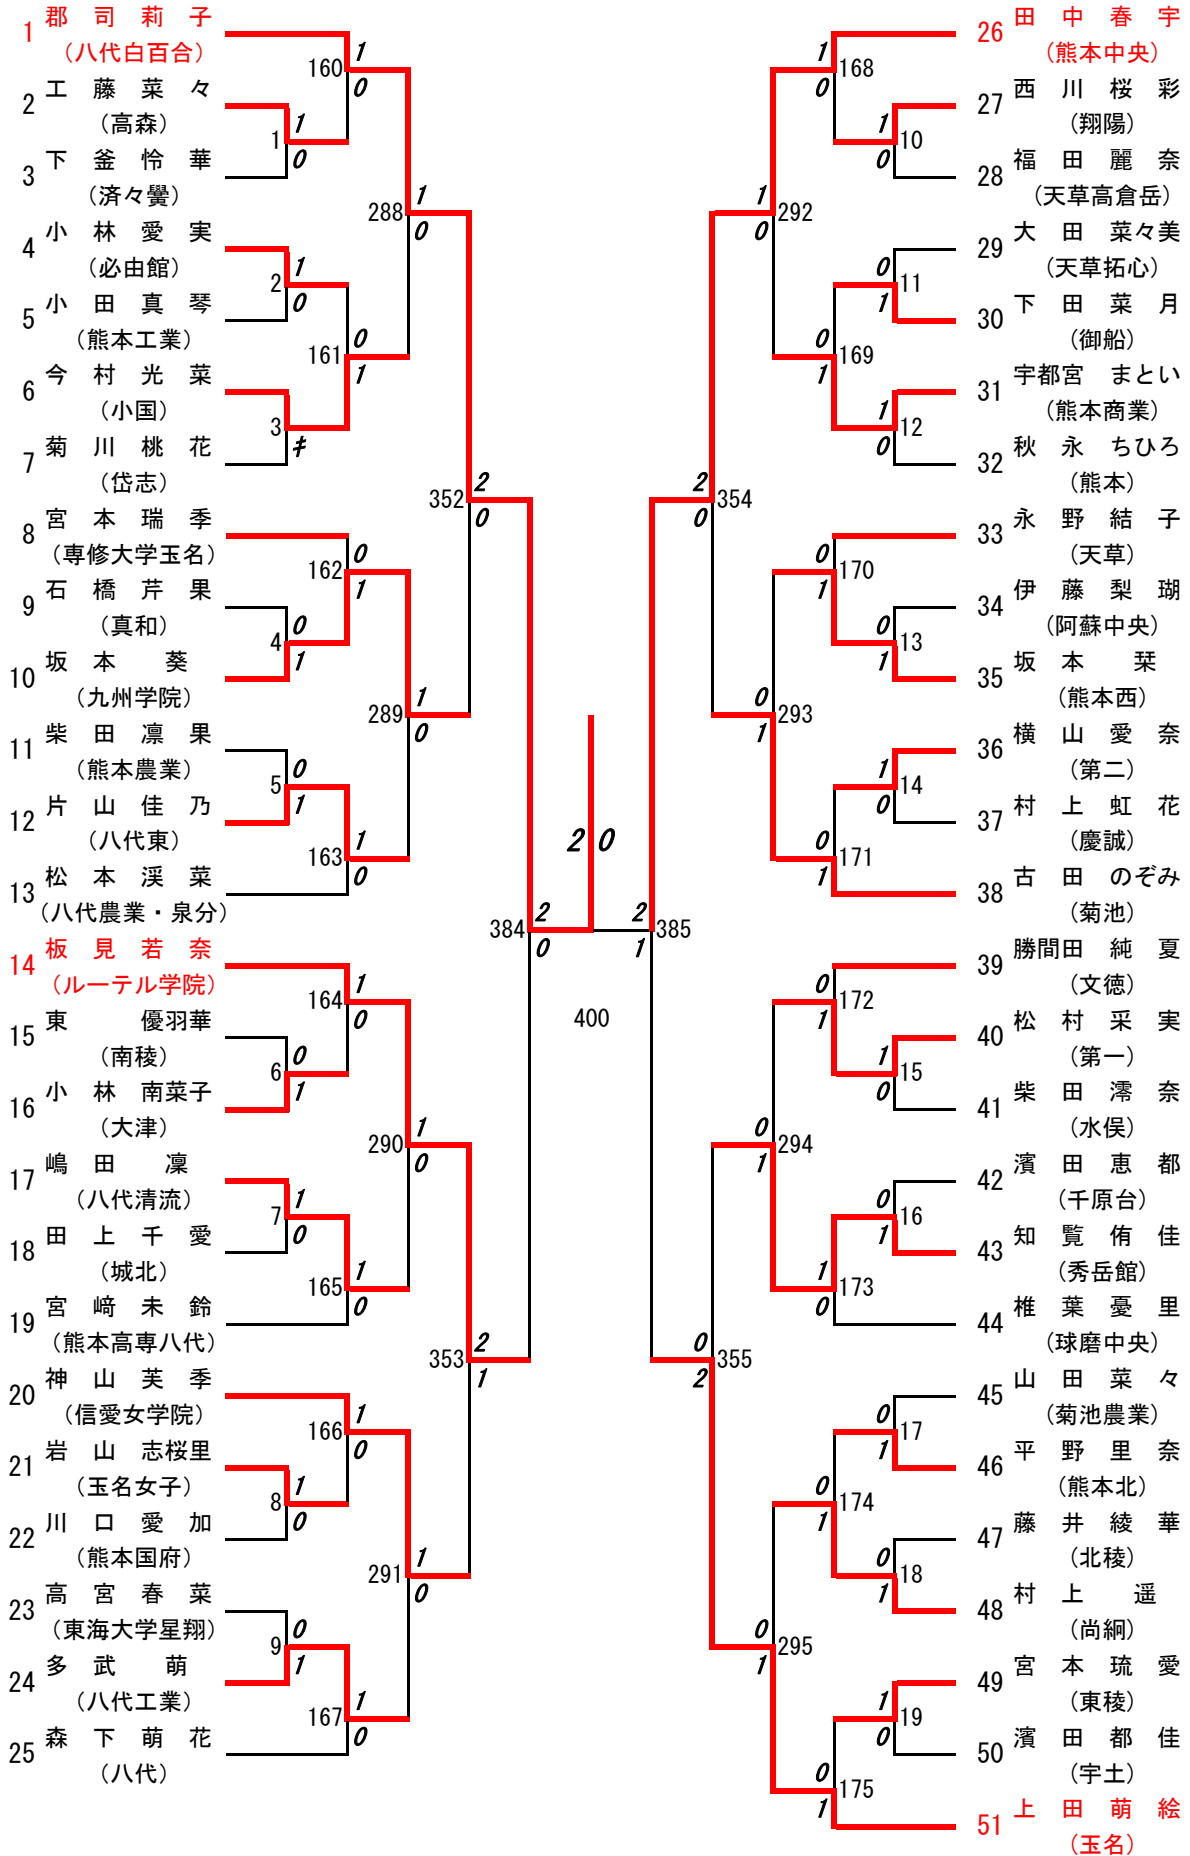 1 郡司莉子
(八代白百合)
2 工藤菜々
(高森)
3 下釜怜華
(済々黌)
4 小林愛実
(必由館)
5 小田真琴
(熊本工業)
6 今村光菜
(小国)
7 菊川桃花
(岱志)
8 宮本瑞季
(専修大学玉名)
9 石橋芹果
(真和)
10 坂本葵
(九州学院)
11 柴田凛果
(熊本農業)
12 片山佳乃
(八代東)
13 松本渓菜
(八代農業・泉分)
14 板見若奈
(ルーテル学院)
15 東優羽華
(南稜)
16 小林南菜子
(大津)
17 嶋田凜
(八代清流)
18 田上千愛
(城北)
19 宮﨑未鈴
(熊本高専八代)
20 神山芙季
(信愛女学院)
21 岩山志桜里
(玉名女子)
22 川口愛加
(熊本国府)
23 高宮春菜
(東海大学星翔)
24 多武萌
(八代工業)
25 森下萌花
(八代)
1 1 0
2 1 0
3 ≠
4 0 1
5 0 1
6 0 1
7 1 0
8 1 0
9 0 1
160 1 0
161 0 1
162 0 1
163 1 0
164 1 0
165 1 0
166 1 0
167 1 0
288 1 0
289 1 0
290 1 0
291 1 0
352 2 0
353 2 1
384 2 0
2 0
400
385 2 1
354 2 0
355 0 2
292 1 0
293 0 1
294 0 1
295 0 1
168 1 0
169 1
170 0 1
171 0 1
172 0 1
173 1 0
174 0 1
175 0 1
10 1 0
11 0 1
12 1 0
13 0 1
14 1 0
15 1 0
16 0 1
17 0 1
18 0 1
19 1 0
26 田中春宇
(熊本中央)
27 西川桜彩
(翔陽)
28 福田麗奈
(天草高倉岳)
29 大田菜々美
(天草拓心)
30 下田菜月
(御船)
31 宇都宮まとい
(熊本商業)
32 秋永ちひろ
(熊本)
33 永野結子
(天草)
34 伊藤梨瑚
(阿蘇中央)
35 坂本栞
(熊本西)
36 横山愛奈
(第二)
37 村上虹花
(慶誠)
38 古田のぞみ
(菊池)
39 勝間田純夏
(文徳)
40 松村采実
(第一)
41 柴田澪奈
(水俣)
42 濱田恵都
(千原台)
43 知覧侑佳
(秀岳館)
44 椎葉憂里
(球磨中央)
45 山田菜々
(菊池農業)
46 平野里奈
(熊本北)
47 藤井綾華
(北稜)
48 村上遥
(尚絅)
49 宮本琉愛
(東稜)
50 濱田都佳
(宇土)
51 上田萌絵
(玉名)